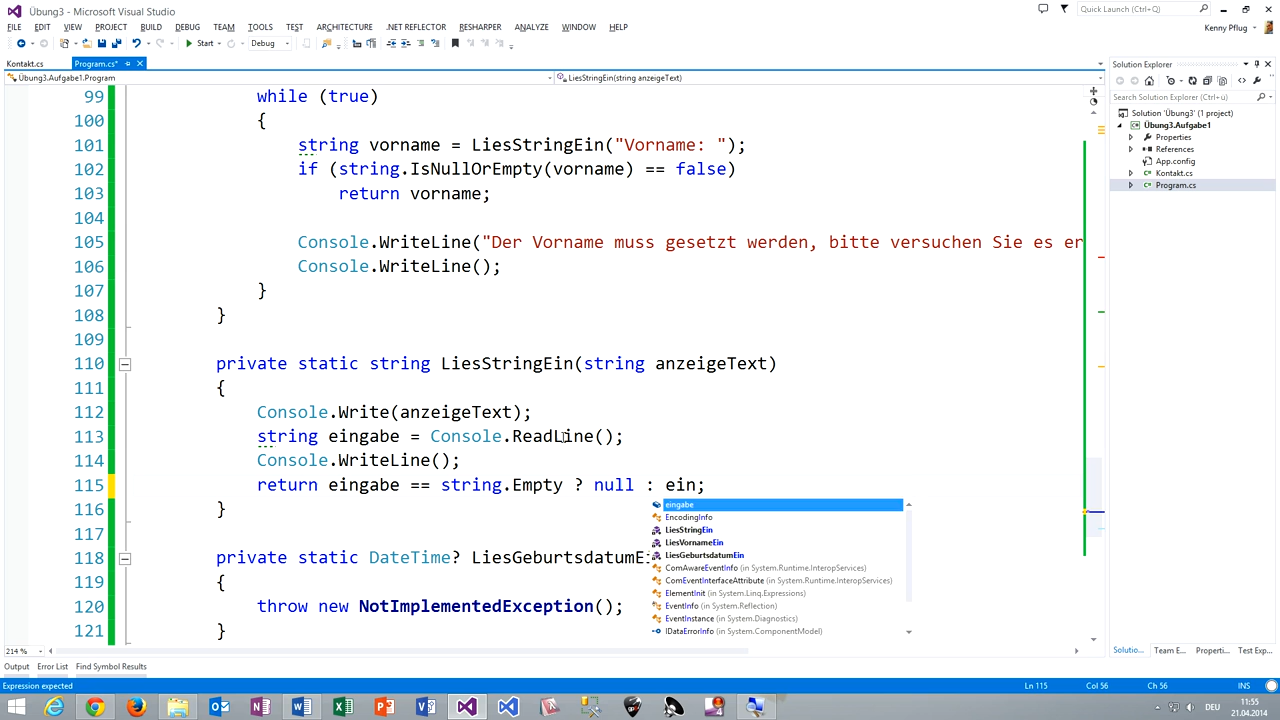 Übung3 - Microsoft Visual Studio
Quick Launch (Ctrl+Q)
FILE EDIT VIEW PROJECT BUILD DEBUG TEAM TOOLS TEST ARCHITECTURE .NET REFLECTOR RESHARPER ANALYZE WINDOW HELP
Kenny Pflug
Start Debug
Kontakt.cs Program.cs*
Übung3.Aufgabe1.Program LiesStringEin(string anzeigeText)
99 while (true)
100 {
101 string vorname = LiesStringEin("Vorname: ");
102 if (string.IsNullOrEmpty(vorname) == false)
103 return vorname;
104
105 Console.WriteLine("Der Vorname muss gesetzt werden, bitte versuchen Sie es er
106 Console.WriteLine();
107 }
108 }
109
110 private static string LiesStringEin(string anzeigeText)
111 {
112 Console.Write(anzeigeText);
113 string eingabe = Console.ReadLine();
114 Console.WriteLine();
115 return eingabe == string.Empty ? null : ein;
116 }
117
118 private static DateTime? LiesGeburtsdatumE
119 {
120 throw new NotImplementedException();
121 }
eingabe
EncodingInfo
LiesStringEin
LiesVornameEin
LiesGeburtsdatumEin
ComAwareEventInfo (in System.Runtime.InteropServices)
ComEventInterfaceAttribute (in System.Runtime.InteropServices)
ElementInit (in System.Linq.Expressions)
EventInfo (in System.Reflection)
EventInstance (in System.Diagnostics)
IDataErrorInfo (in System.ComponentModel)
Solution Explorer
Search Solution Explorer (Ctrl+ü)
Solution 'Übung3' (1 project)
Übung3.Aufgabe1
Properties
References
App.config
Kontakt.cs
Program.cs
Solutio... Team E... Properti... Test Exp...
214 %
Output Error List Find Symbol Results
Expression expected Ln 115 Col 56 Ch 56 INS
DEU
11:55
21.04.2014